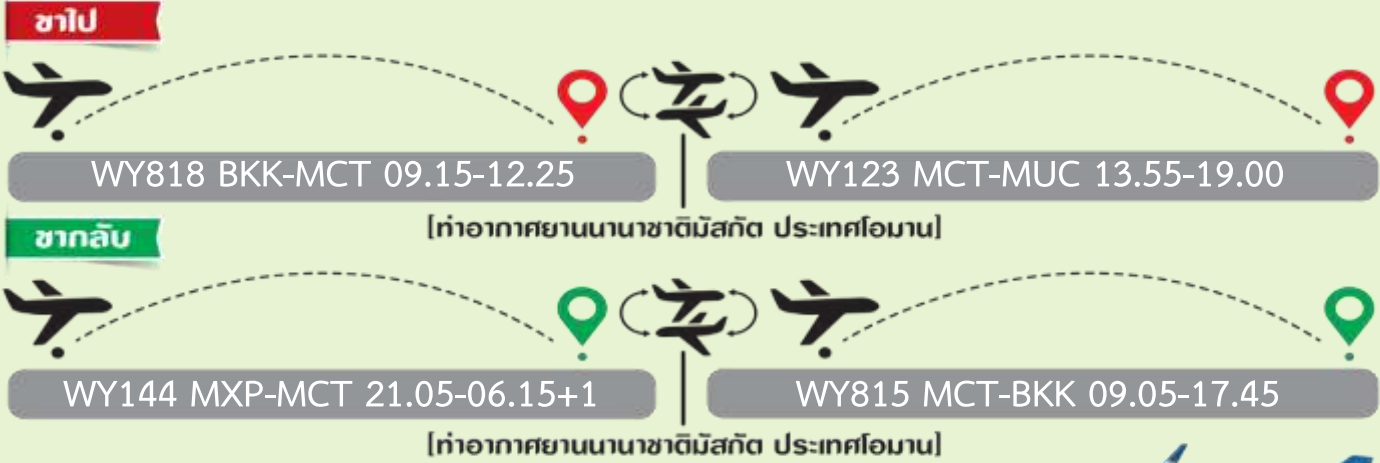 ขาไป
WY818 BKK-MCT 09.15-12.25
WY123 MCT-MUC 13.55-19.00
[ท่าอากาศยานนานาชาติมัสกัต ประเทศโอมาน]
ขากลับ
WY144 MXP-MCT 21.05-06.15+1
WY815 MCT-BKK 09.05-17.45
[ท่าอากาศยานนานาชาติมัสกัต ประเทศโอมาน]